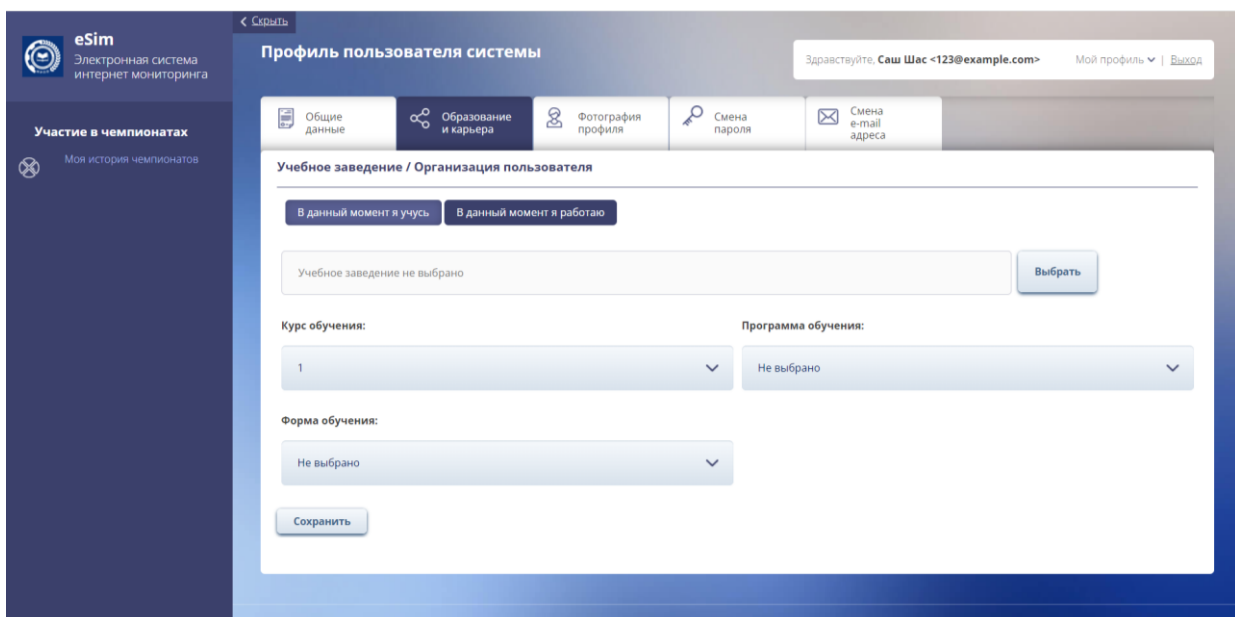 Скрыть
eSim
Электронная система
интернет мониторинга
Профиль пользователя системы
Здравствуйте, Саш Шас <123@example.com>
Мой профиль | Выход
Участие в чемпионатах
Моя история чемпионатов
Общие
данные
Образование
и карьера
Фотография
профиля
Смена
пароля
Смена
e-mail
адреса
Учебное заведение / Организация пользователя
В данный момент я учусь
В данный момент я работаю
Учебное заведение не выбрано
Выбрать
Курс обучения:
Программа обучения:
1
Не выбрано
Форма обучения:
Не выбрано
Сохранить